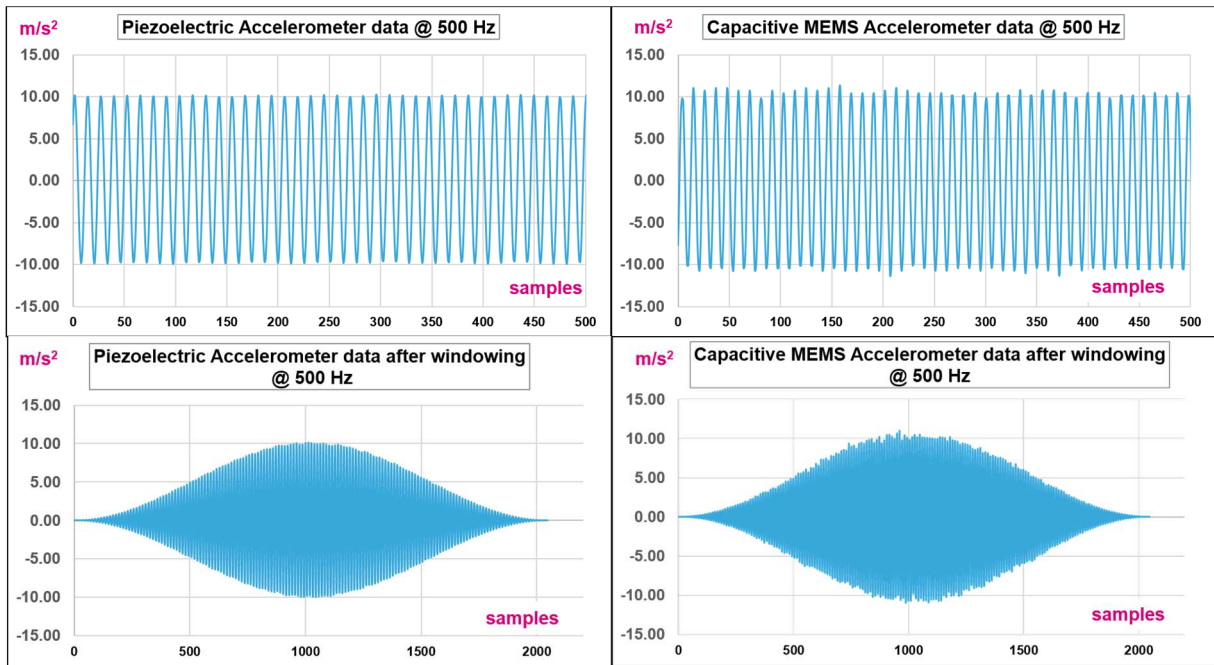 m/s²
Piezoelectric Accelerometer data @ 500 Hz
15.00
10.00
5.00
0.00
-5.00
-10.00
-15.00
samples
0 50 100 150 200 250 300 350 400 450 500
m/s²
Capacitive MEMS Accelerometer data @ 500 Hz
15.00
10.00
5.00
0.00
-5.00
-10.00
-15.00
samples
0 50 100 150 200 250 300 350 400 450 500
m/s²
Piezoelectric Accelerometer data after windowing
@ 500 Hz
15.00
10.00
5.00
0.00
-5.00
-10.00
-15.00
samples
0 500 1000 1500 2000
m/s²
Capacitive MEMS Accelerometer data after windowing
@ 500 Hz
15.00
10.00
5.00
0.00
-5.00
-10.00
-15.00
samples
0 500 1000 1500 2000